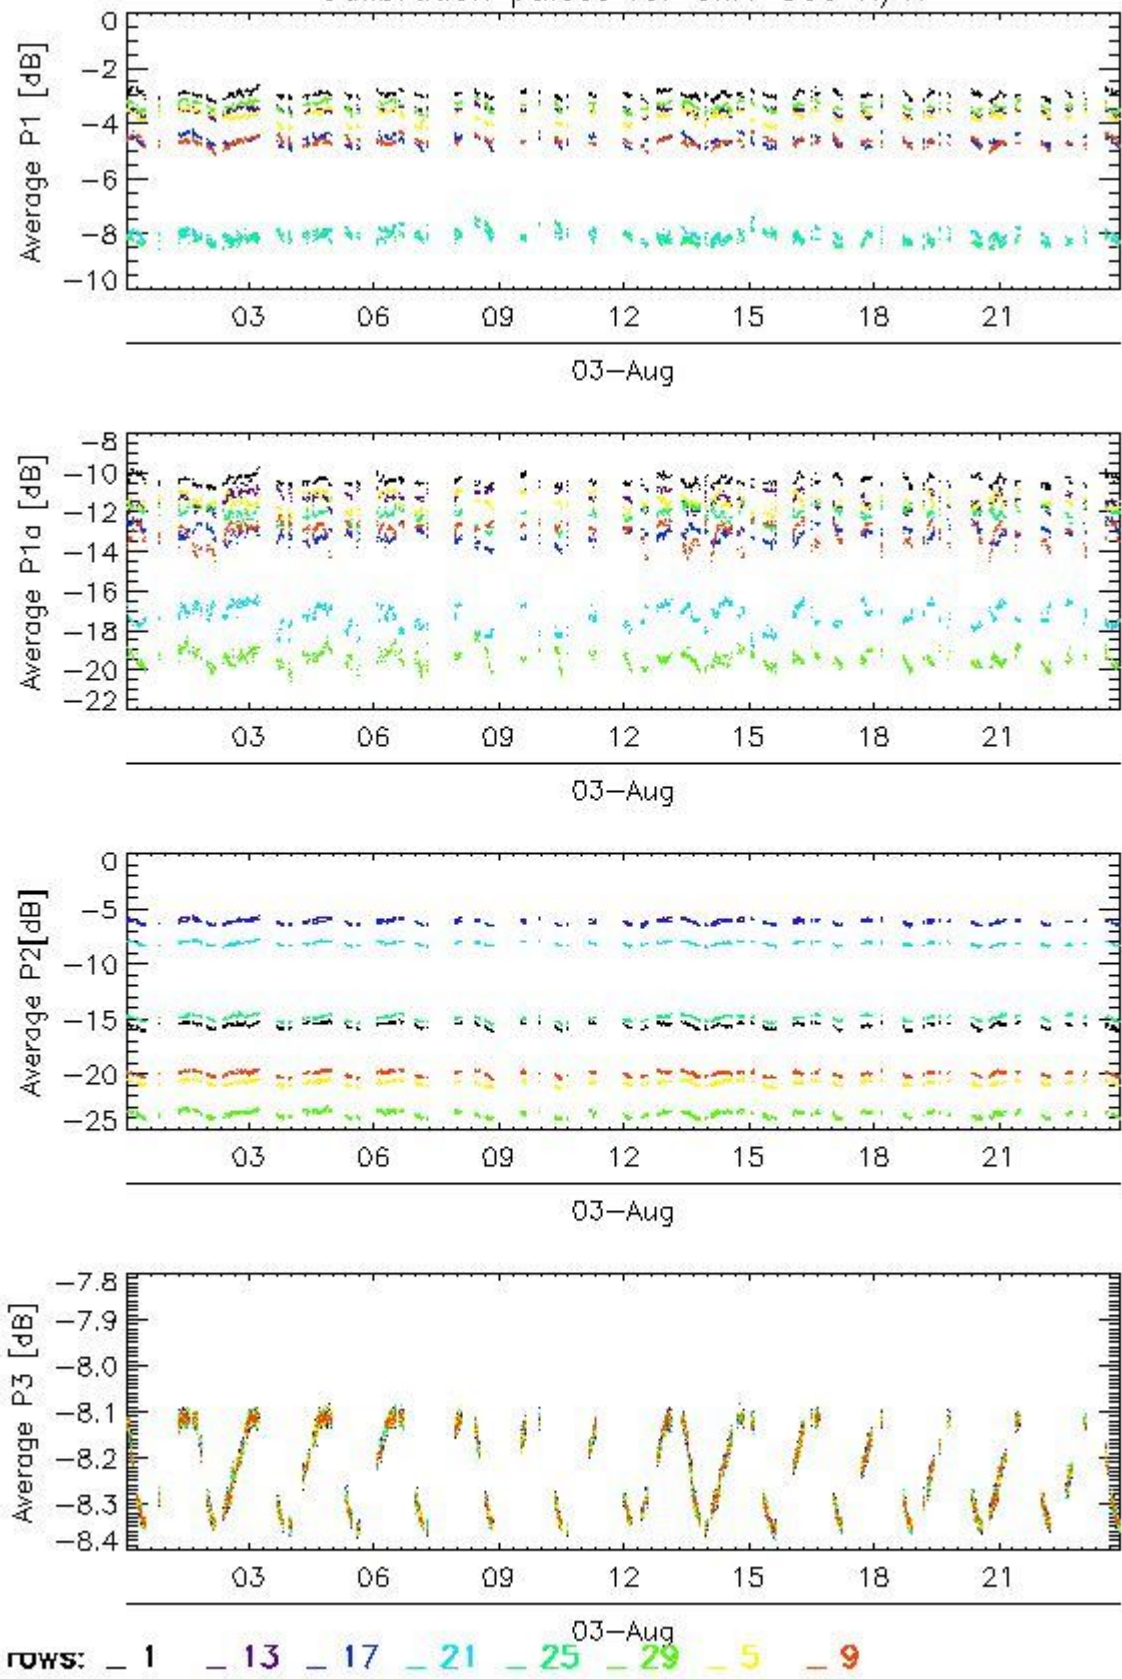 0
-2
-4
-6
-8
-10
Average P1 [dB]
03 06 09 12 15 18 21
03-Aug
-8
-10
-12
-14
-16
-18
-20
-22
Average P1a [dB]
03 06 09 12 15 18 21
03-Aug
0
-5
-10
-15
-20
-25
Average P2[dB]
03 06 09 12 15 18 21
03-Aug
-7.8
-7.9
-8.0
-8.1
-8.2
-8.3
-8.4
Average P3 [dB]
03 06 09 12 15 18 21
03-Aug
rows: _ 1 _ 13 _ 17 _ 21 _ 25 _ 29 _ 5 _ 9